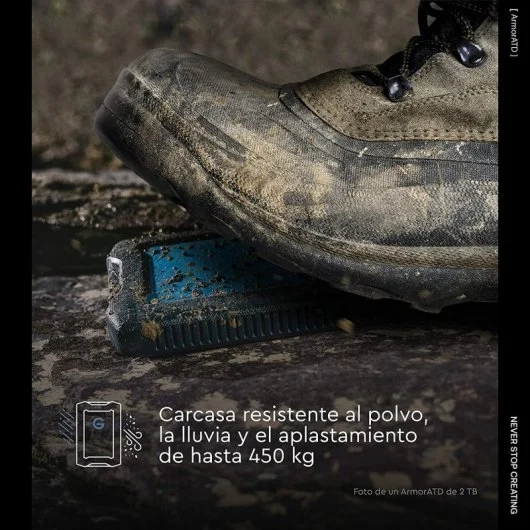 [ ArmorATD ]
G
Carcasa resistente al polvo,
la lluvia y el aplastamiento
de hasta 450 kg
Foto de un ArmorATD de 2 TB
NEVER STOP CREATING